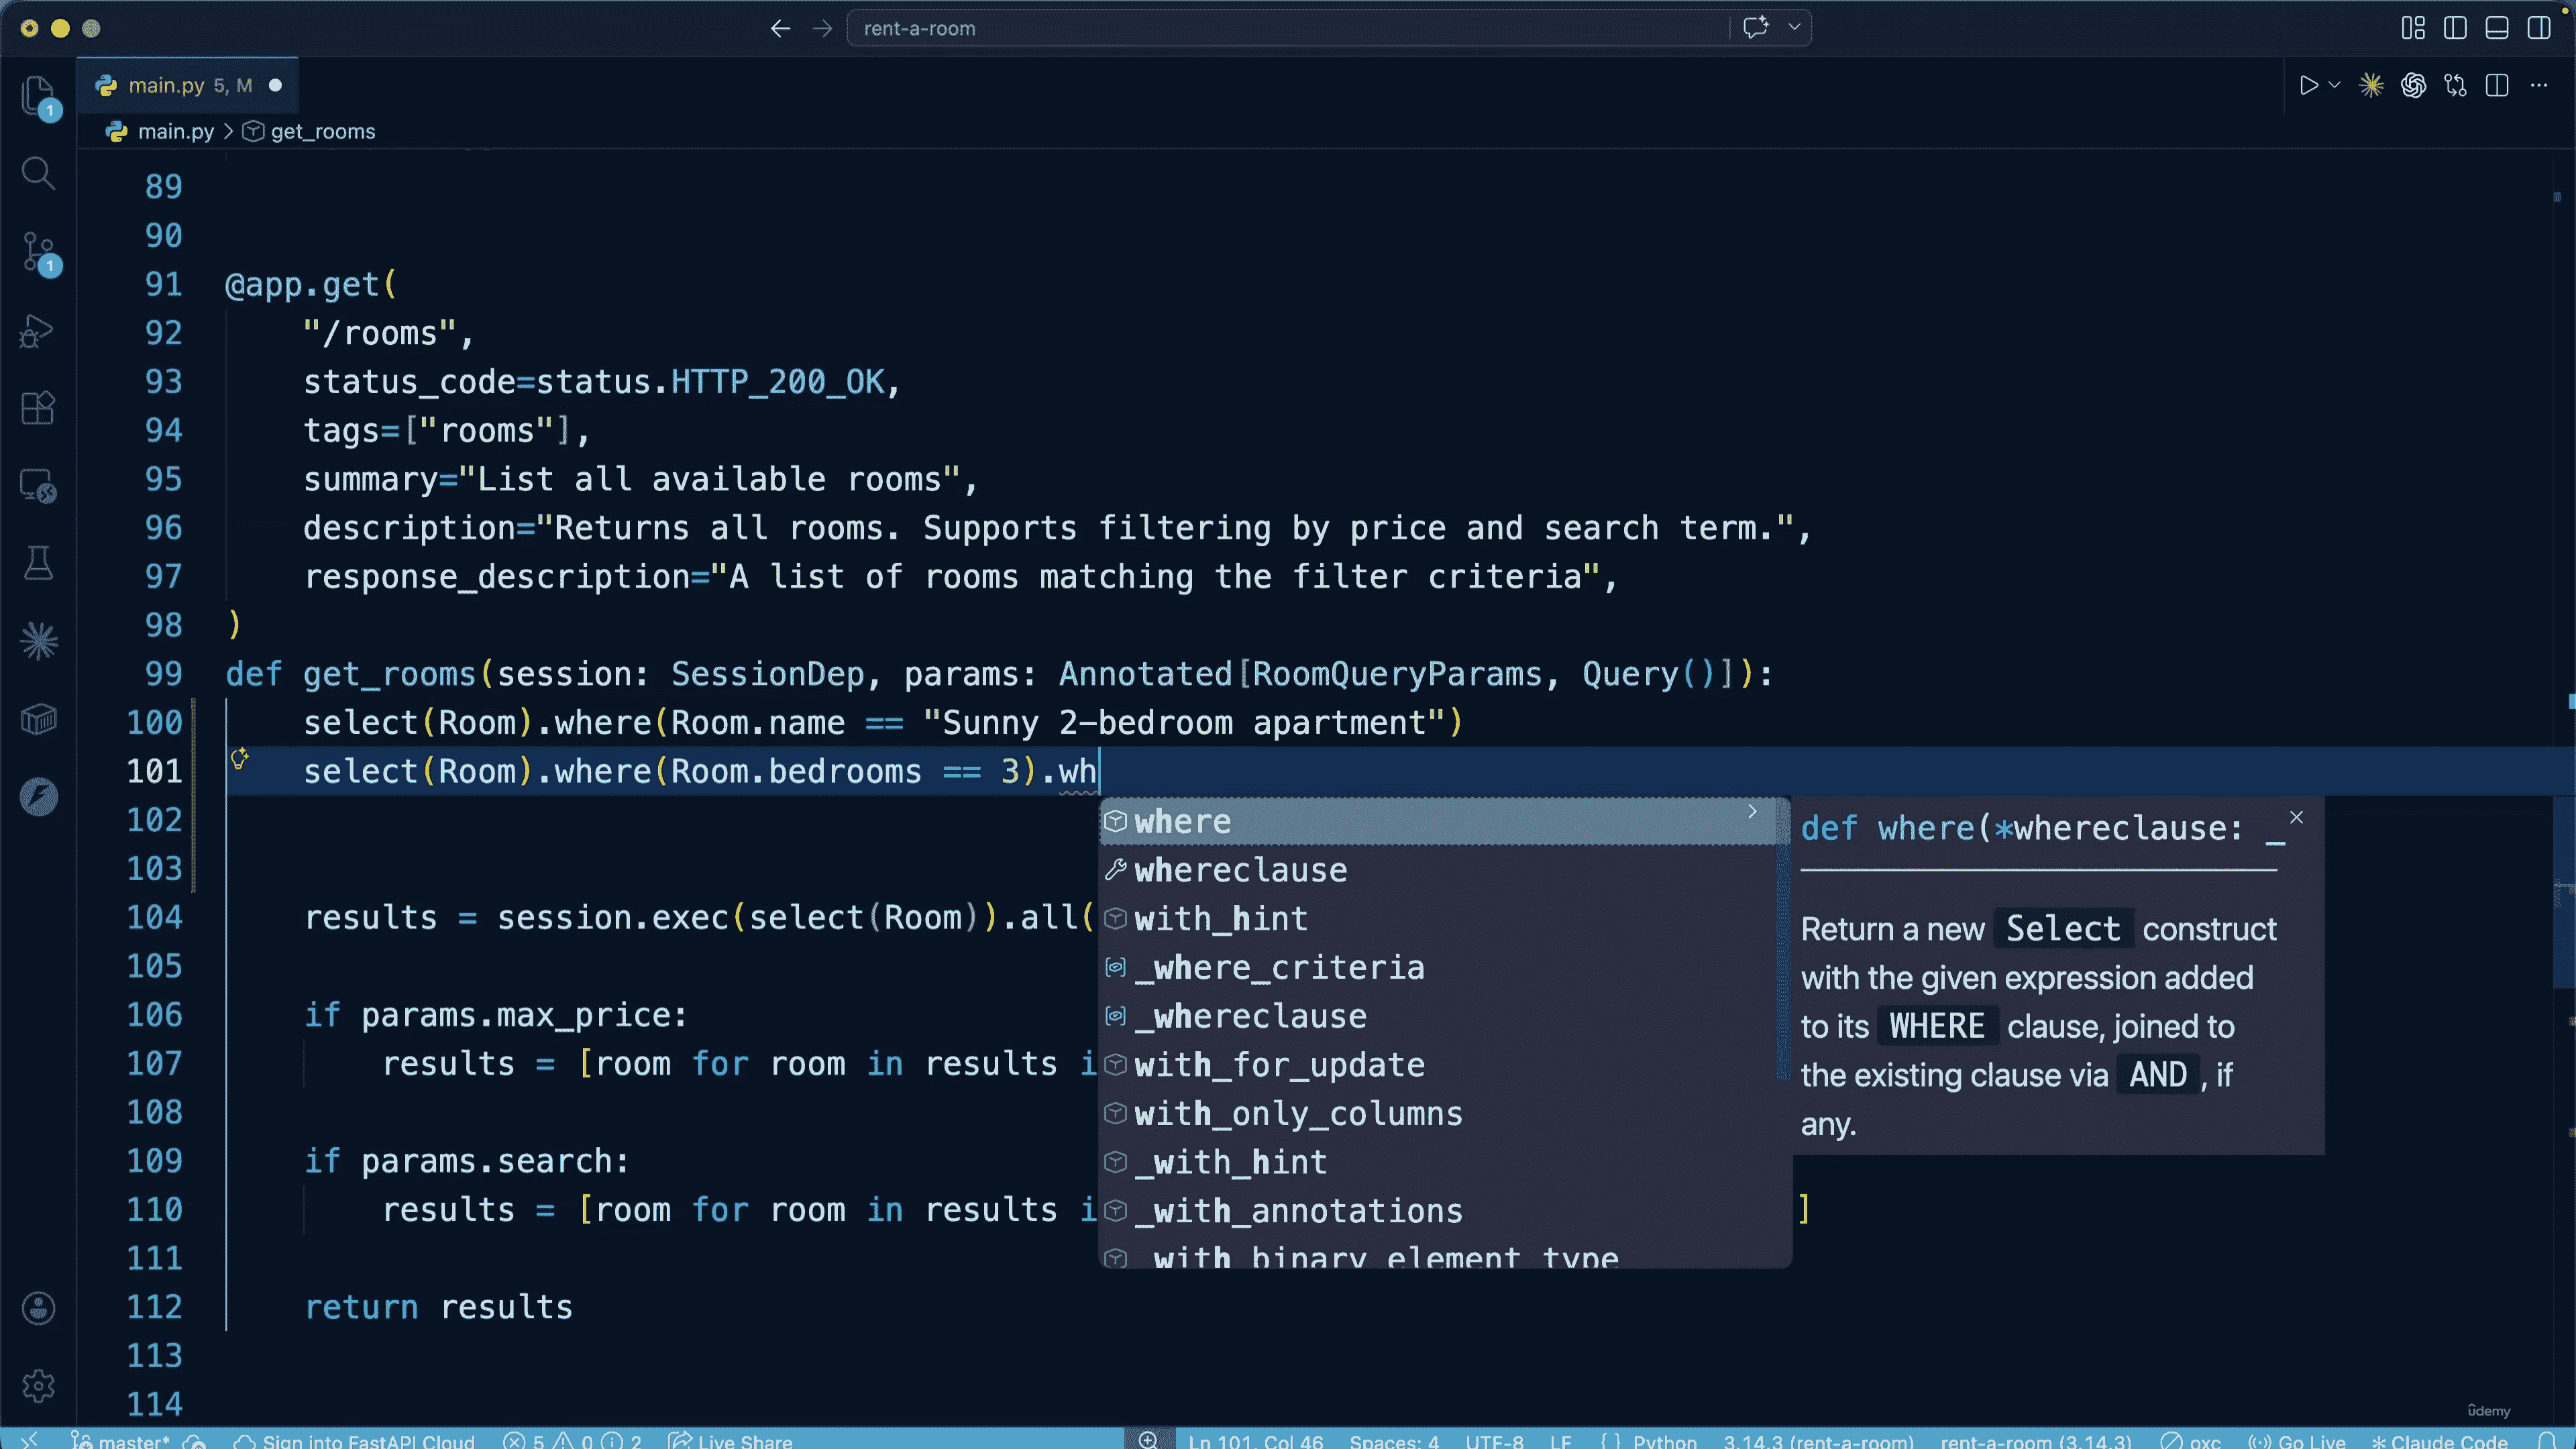 rent-a-room
main.py 5, M
main.py > get_rooms
1
1
89
90
91 @app.get(
92 "/rooms",
93 status_code=status.HTTP_200_OK,
94 tags=["rooms"],
95 summary="List all available rooms",
96 description="Returns all rooms. Supports filtering by price and search term.",
97 response_description="A list of rooms matching the filter criteria",
98 )
99 def get_rooms(session: SessionDep, params: Annotated[RoomQueryParams, Query()]):
100 select(Room).where(Room.name == "Sunny 2-bedroom apartment")
101 select(Room).where(Room.bedrooms == 3).wh
102
103
104 results = session.exec(select(Room)).all(
105
106 if params.max_price:
107 results = [room for room in results i
108
109 if params.search:
110 results = [room for room in results i ]
111
112 return results
113
114
where
whereclause
with_hint
_where_criteria
_whereclause
with_for_update
with_only_columns
_with_hint
_with_annotations
_with_binary_element_type
def where(*whereclause: _
Return a new Select construct
with the given expression added
to its WHERE clause, joined to
the existing clause via AND , if
any.
ûdemy
master* Sign into FastAPI Cloud 5 0 2 Live Share Ln 101, Col 46 Spaces: 4 UTF-8 LF { } Python 3.14.3 (rent-a-room) rent-a-room (3.14.3) oxc Go Live Claude Code